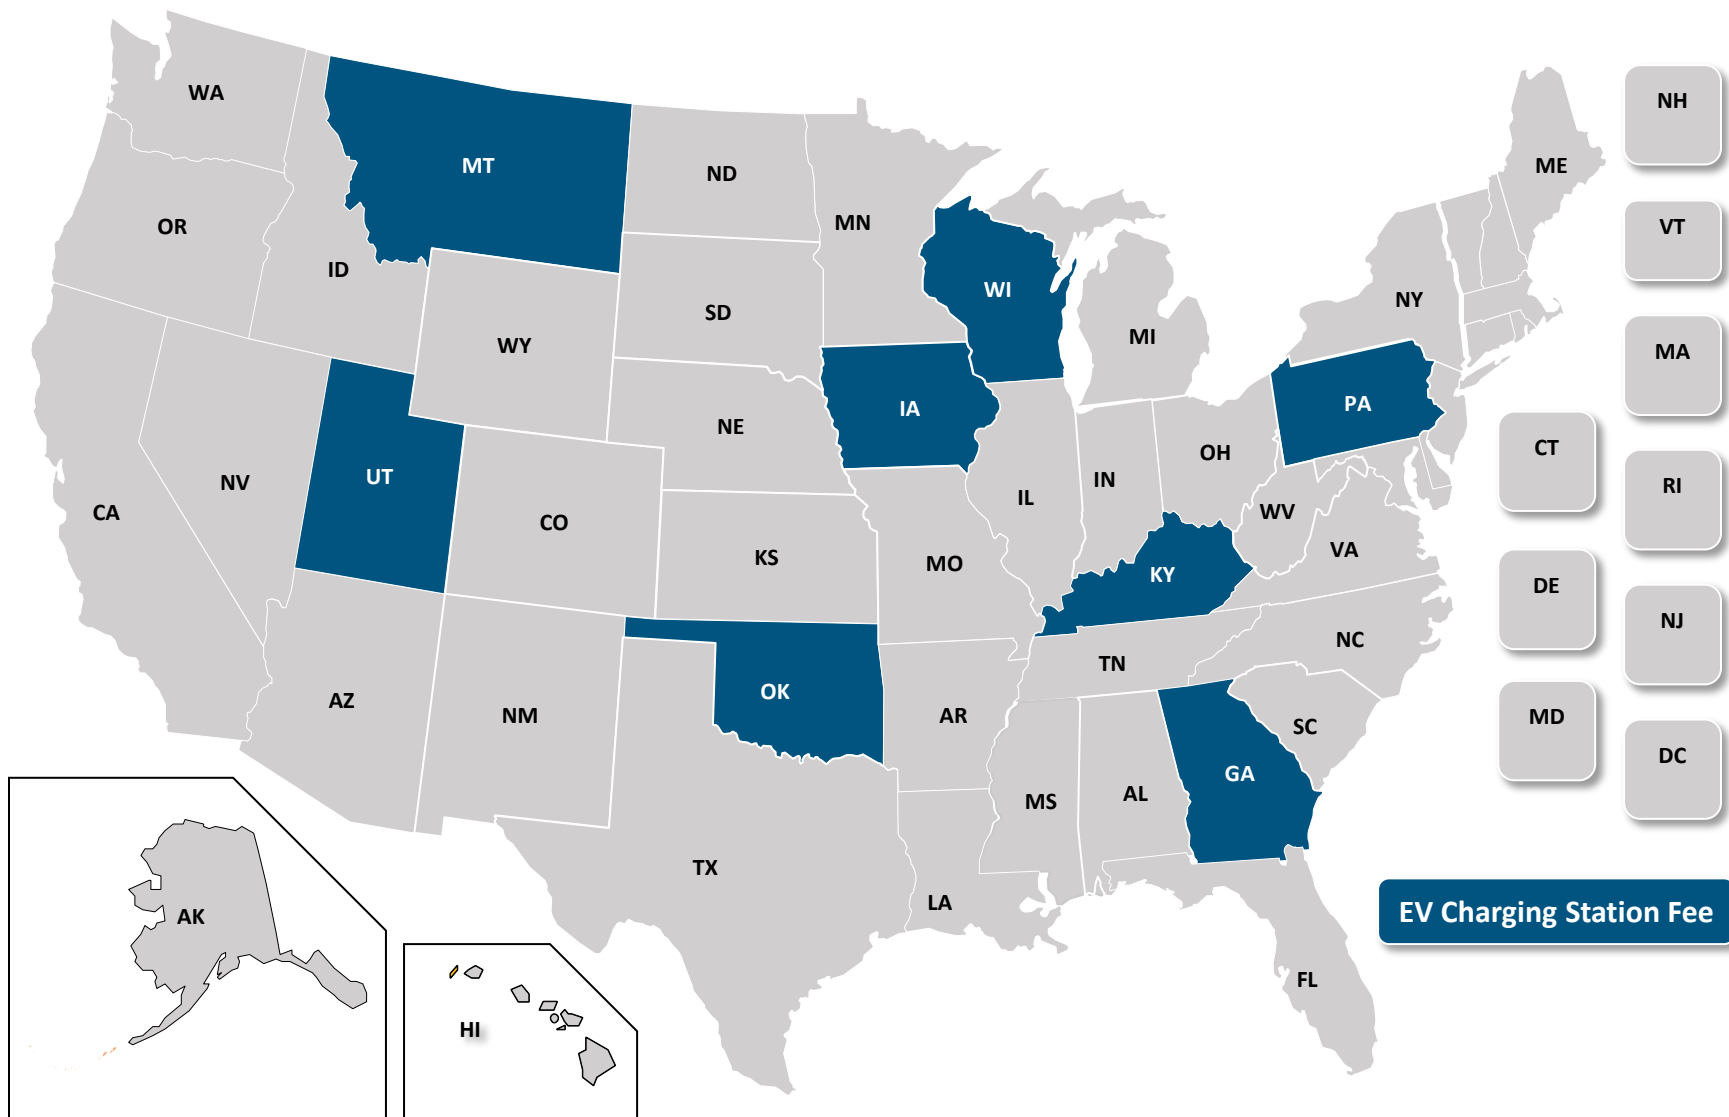 WA
MT
ND
MN
ME
NH
OR
ID
SD
WI
MI
NY
VT
WY
IA
NE
PA
MA
UT
NV
CA
CO
KS
MO
IL
IN
OH
WV
VA
KY
CT
RI
AZ
NM
OK
AR
TN
NC
DE
NJ
TX
LA
MS
AL
GA
SC
MD
DC
AK
HI
FL
EV Charging Station Fee